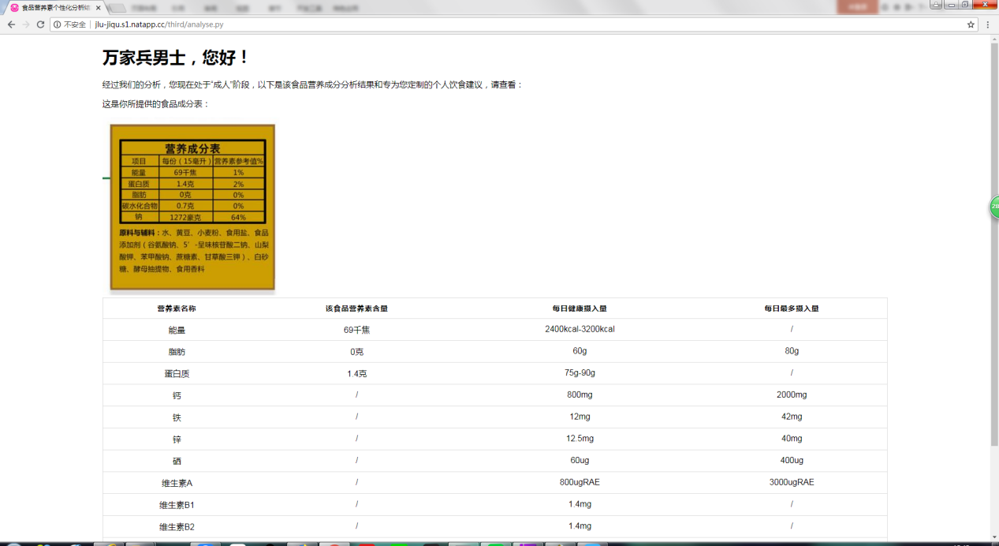 食品营养素个性化分析结
不安全 | jlu-jiqu.s1.natapp.cc/third/analyse.py
万家兵男士，您好！
经过我们的分析，您现在处于“成人”阶段，以下是该食品营养成分分析结果和专为您定制的个人饮食建议，请查看：
这是你所提供的食品成分表：
营养成分表
项目 每份（15毫升） 营养素参考值%
能量 69千焦 1%
蛋白质 1.4克 2%
脂肪 0克 0%
碳水化合物 0.7克 0%
钠 1272毫克 64%
原料与辅料：水、黄豆、小麦粉、食用盐、食品
添加剂（谷氨酸钠、5’-呈味核苷酸二钠、山梨
酸钾、苯甲酸钠、蔗糖素、甘草酸三钾）、白砂
糖、酵母抽提物、食用香料
营养素名称 该食品营养素含量 每日健康摄入量 每日最多摄入量
能量 69千焦 2400kcal-3200kcal /
脂肪 0克 60g 80g
蛋白质 1.4克 75g-90g /
钙 / 800mg 2000mg
铁 / 12mg 42mg
锌 / 12.5mg 40mg
硒 / 60ug 400ug
维生素A / 800ugRAE 3000ugRAE
维生素B1 / 1.4mg /
维生素B2 / 1.4mg /